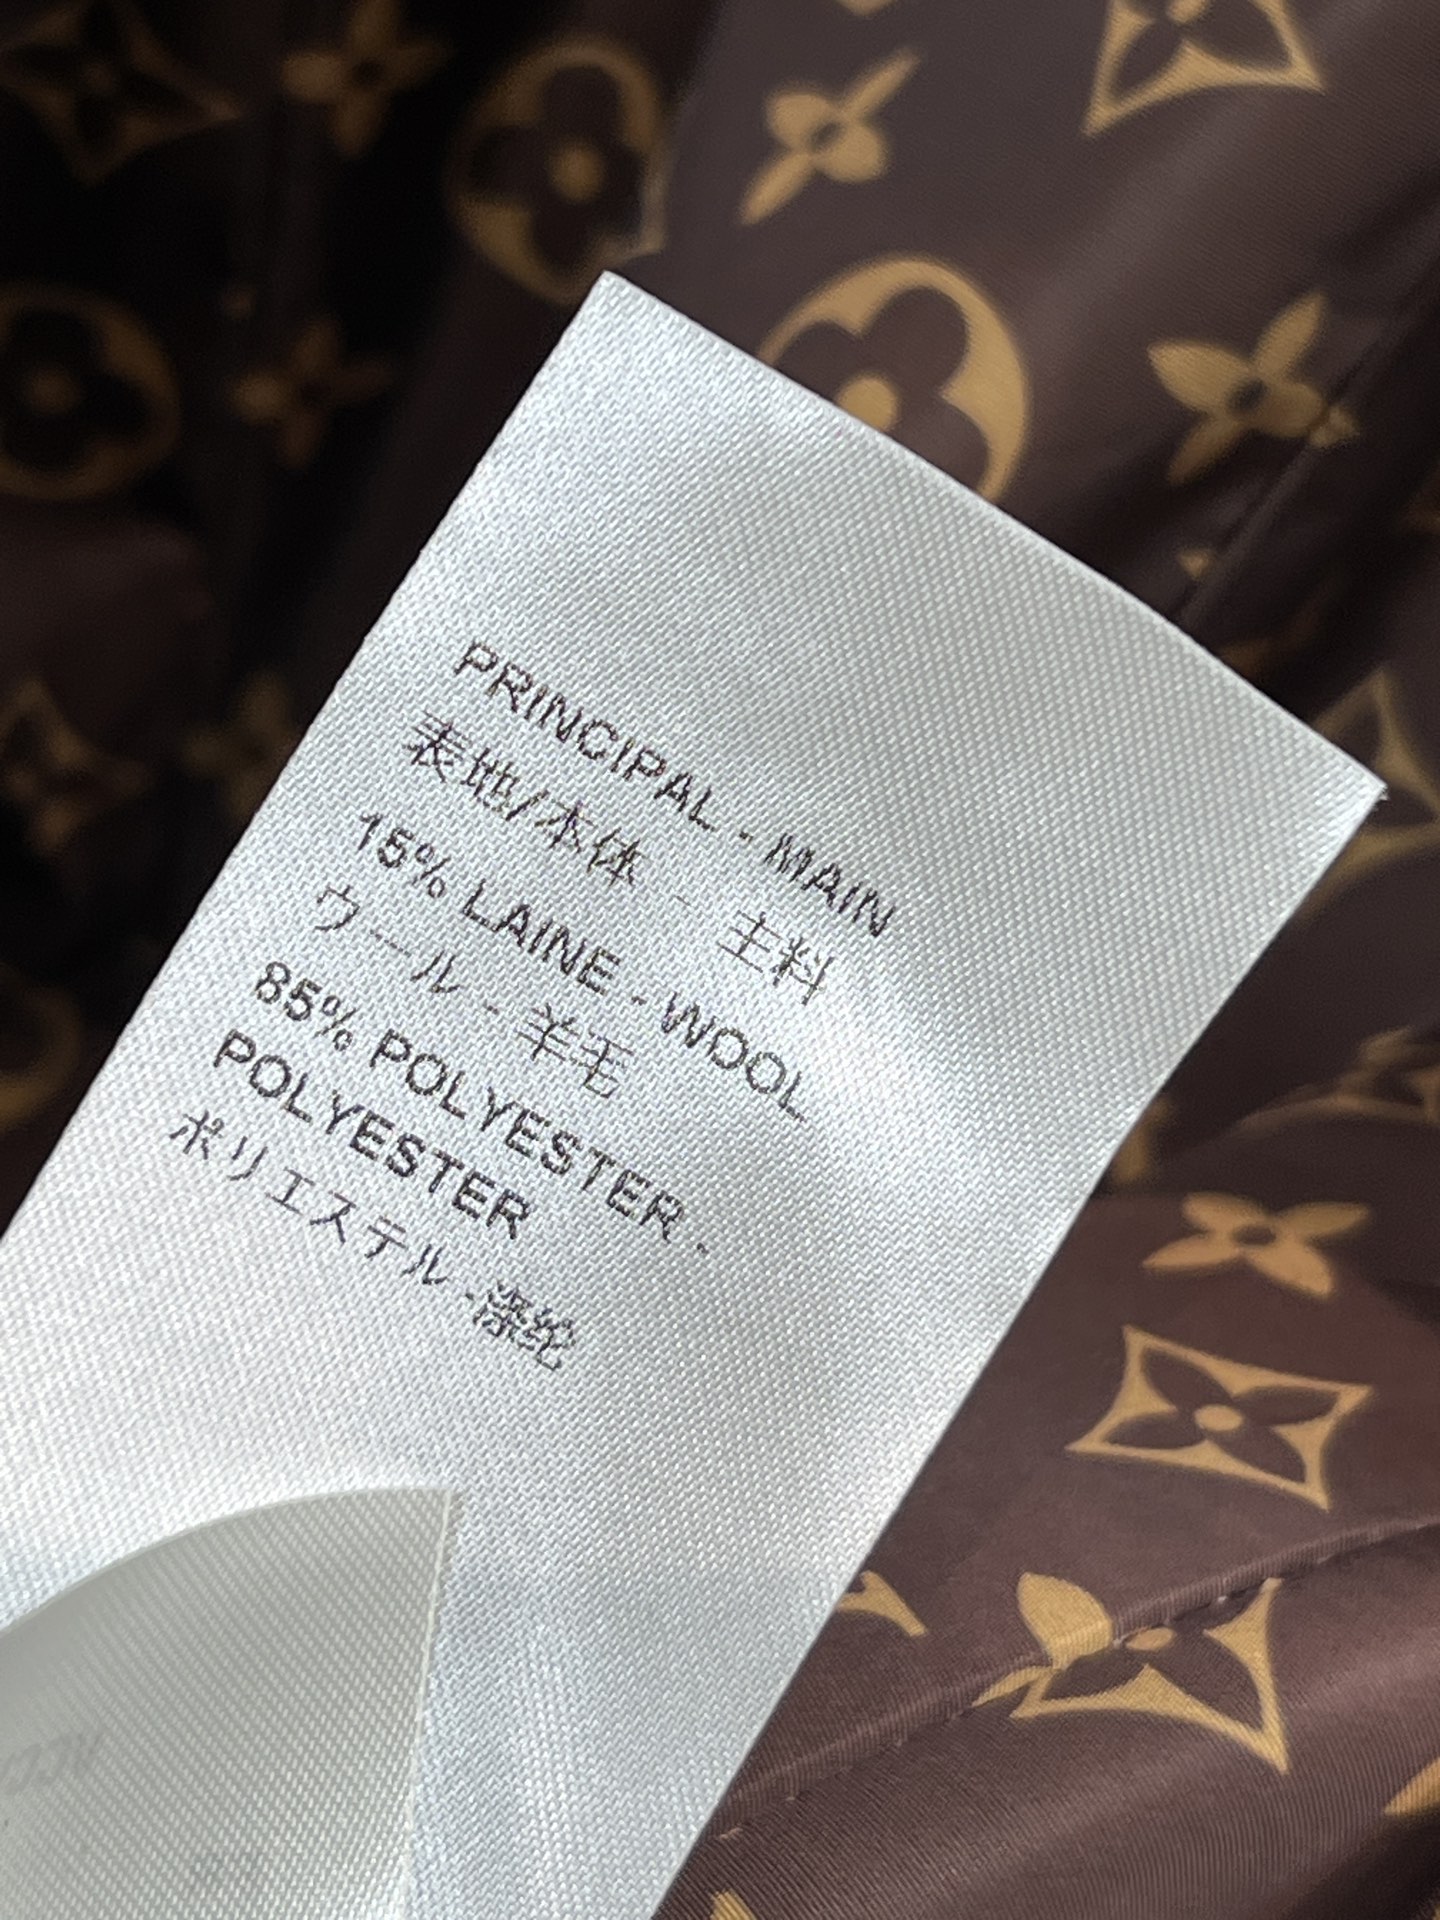 PRINCIPAL - MAIN
表地/本体 - 主料
15% LAINE - WOOL
ウール - 羊毛
85% POLYESTER -
POLYESTER
ポリエステル -涤纶